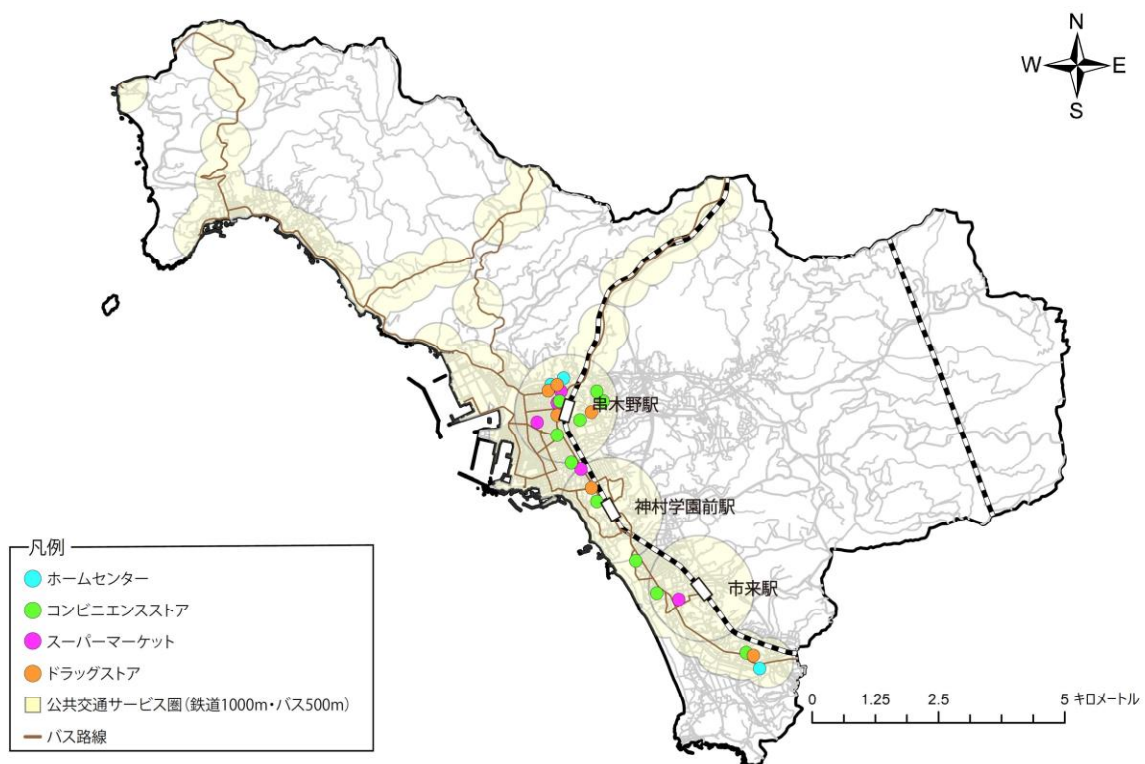 N
W E
S
串木野駅
神村学園前駅
市来駅
凡例
ホームセンター
コンビニエンスストア
スーパーマーケット
ドラッグストア
公共交通サービス圏(鉄道1000m・バス500m)
バス路線
0 1.25 2.5 5 キロメートル